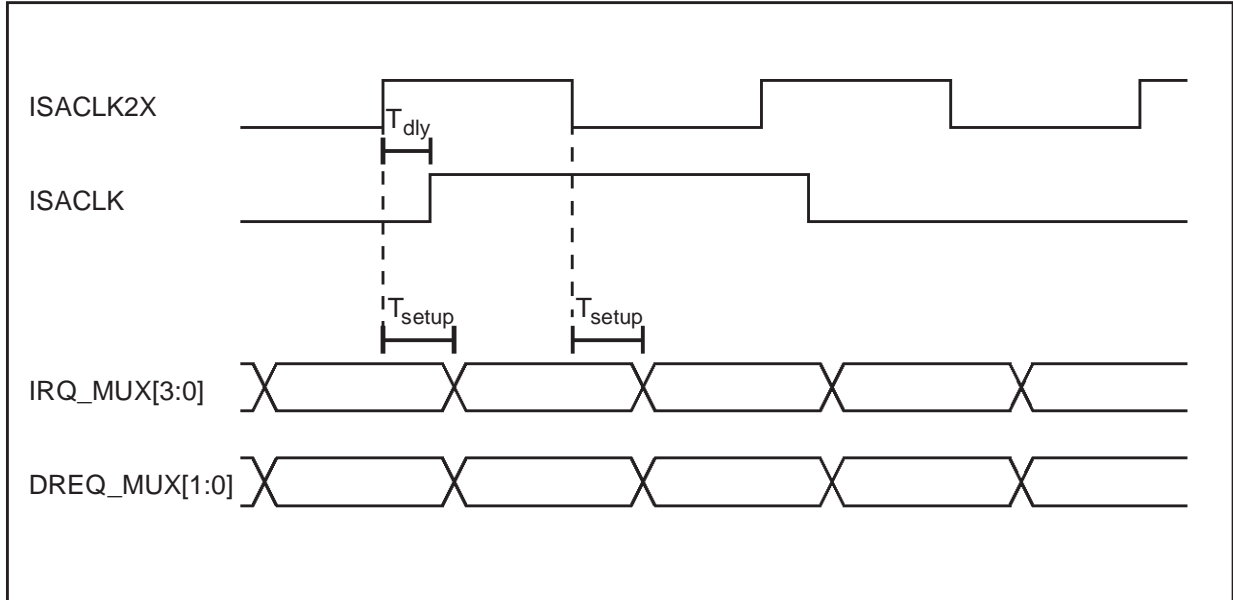 ISACLK2X
Tdly
ISACLK
Tsetup Tsetup
IRQ_MUX[3:0]
DREQ_MUX[1:0]